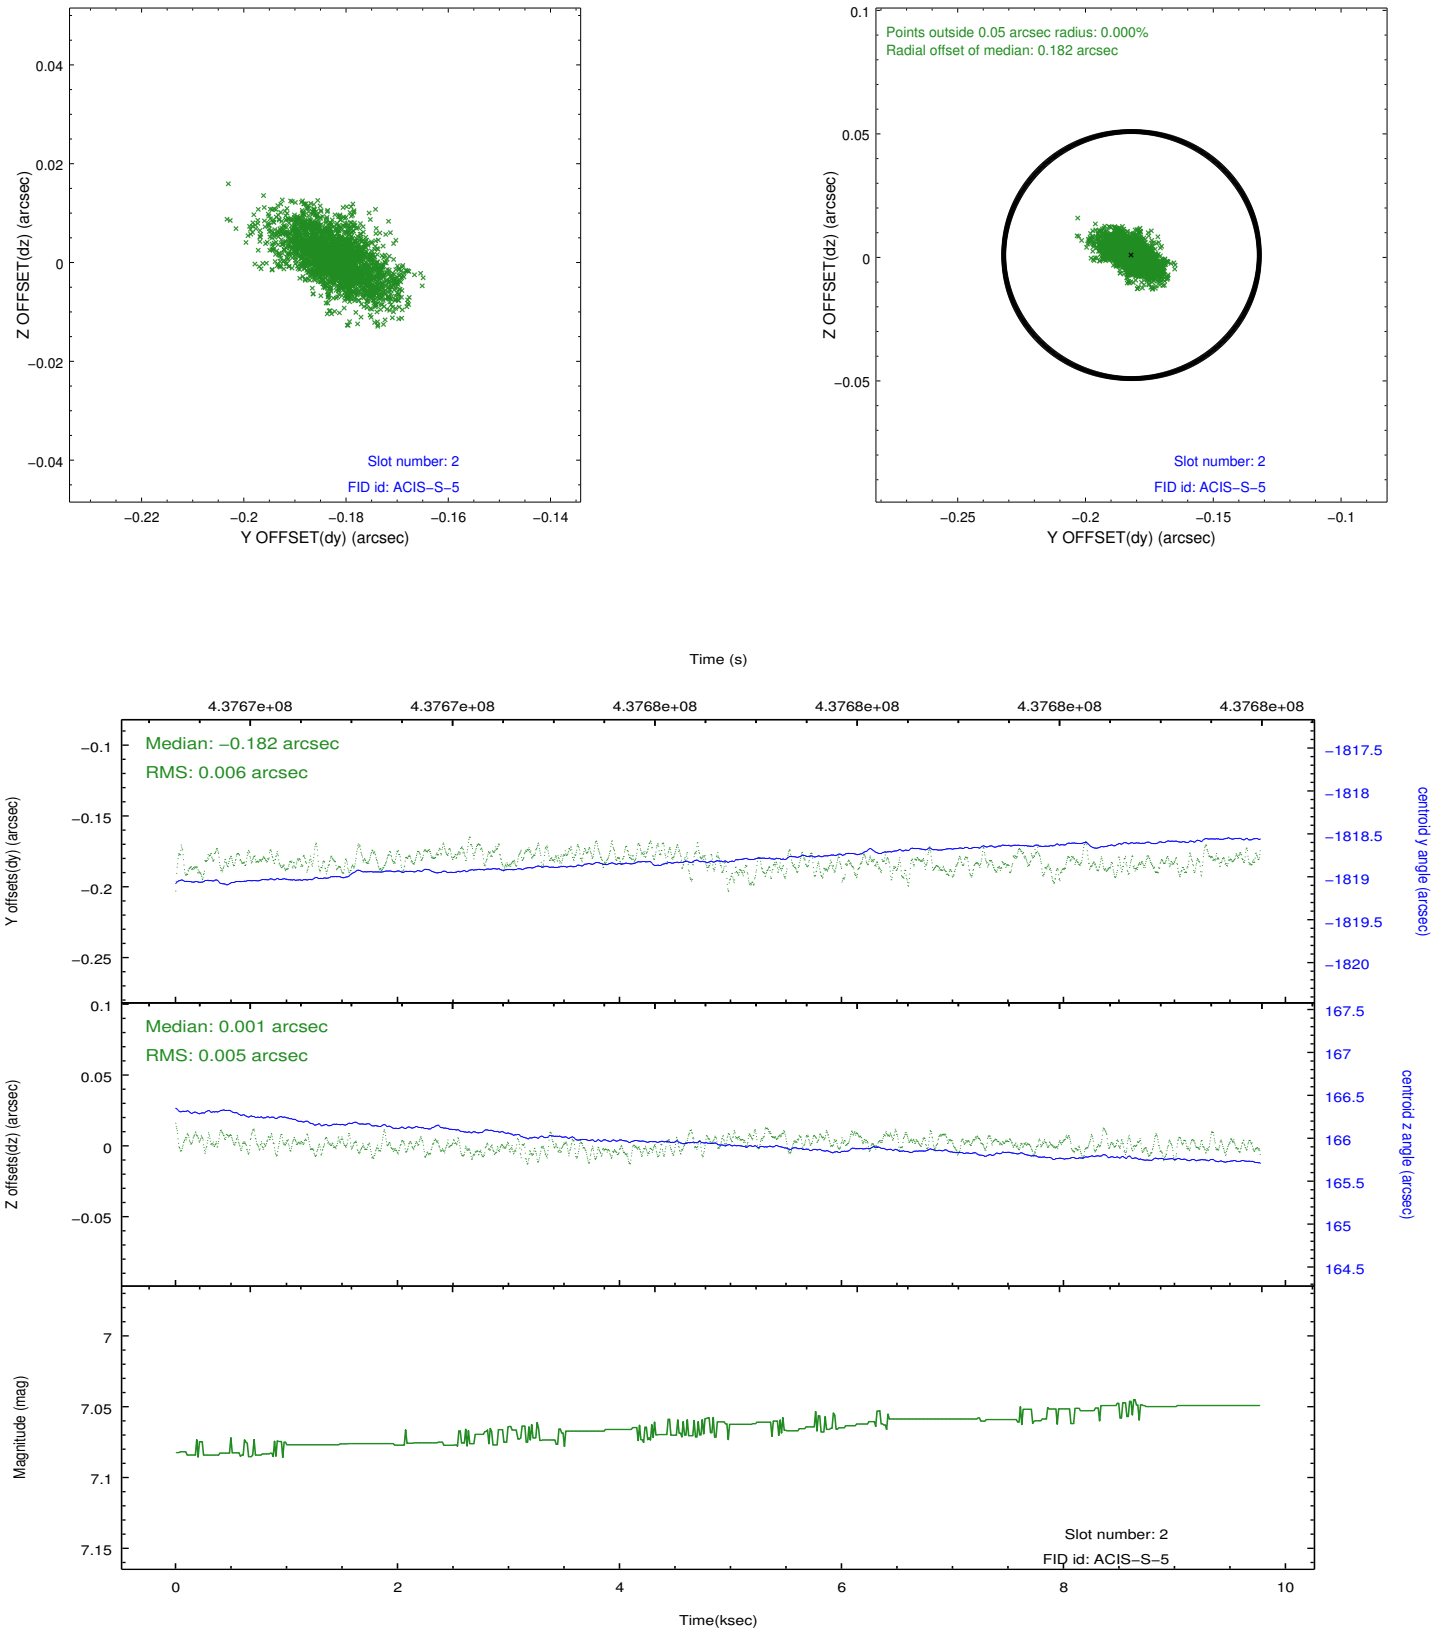 0.04
0.02
0
−0.02
−0.04
Z OFFSET(dz) (arcsec)
Slot number: 2
FID id: ACIS−S−5
−0.22
−0.2
−0.18
−0.16
−0.14
Y OFFSET(dy) (arcsec)
0.1
0.05
0
−0.05
Z OFFSET(dz) (arcsec)
Points outside 0.05 arcsec radius: 0.000%
Radial offset of median: 0.182 arcsec
Slot number: 2
FID id: ACIS−S−5
−0.25
−0.2
−0.15
−0.1
Y OFFSET(dy) (arcsec)
Time (s)
4.3767e+08
4.3767e+08
4.3768e+08
4.3768e+08
4.3768e+08
4.3768e+08
Median: −0.182 arcsec
RMS: 0.006 arcsec
−0.1
−0.15
−0.2
−0.25
Y offsets(dy) (arcsec)
−1817.5
−1818
−1818.5
−1819
−1819.5
−1820
centroid y angle (arcsec)
Median: 0.001 arcsec
RMS: 0.005 arcsec
0.1
0.05
0
−0.05
Z offsets(dz) (arcsec)
167.5
167
166.5
166
165.5
165
164.5
centroid z angle (arcsec)
7
7.05
7.1
7.15
Magnitude (mag)
Slot number: 2
FID id: ACIS−S−5
0
2
4
6
8
10
Time(ksec)